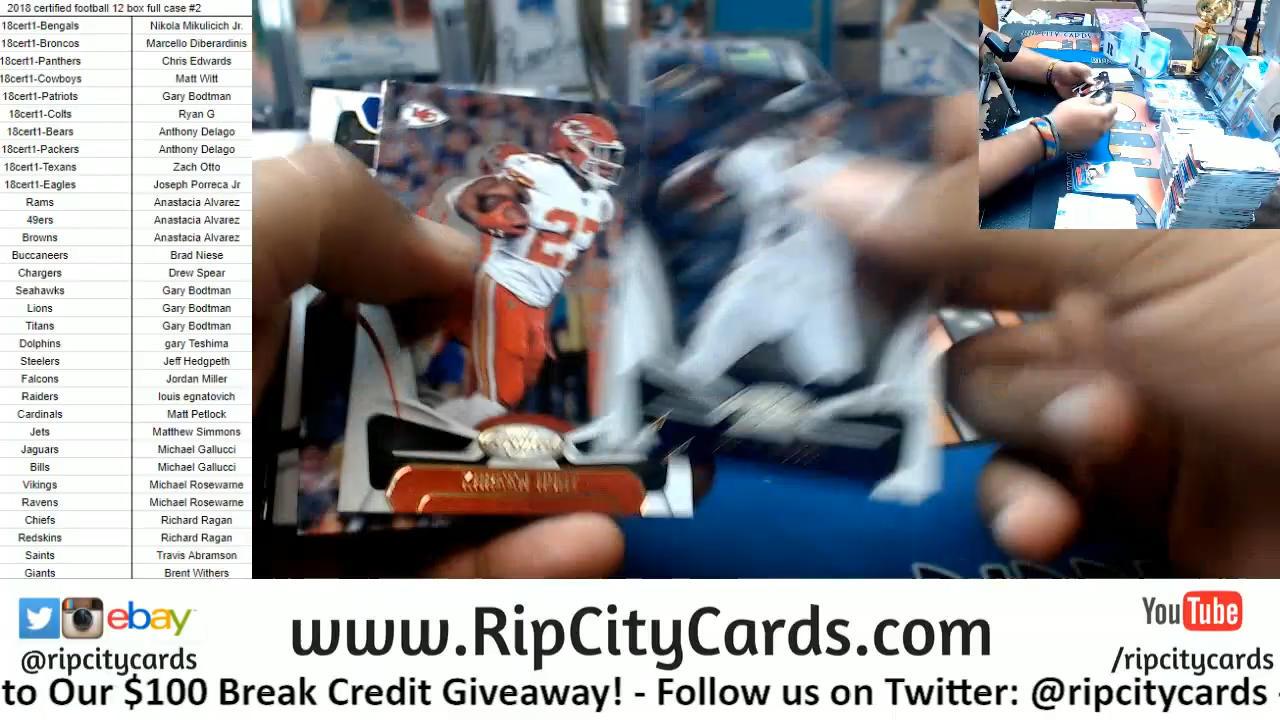 2018 certified football 12 box full case #2
18cert1-Bengals Nikola Mikulicich Jr.
18cert1-Broncos Marcello Diberardinis
18cert1-Panthers Chris Edwards
18cert1-Cowboys Matt Witt
18cert1-Patriots Gary Bodtman
18cert1-Colts Ryan G
18cert1-Bears Anthony Delago
18cert1-Packers Anthony Delago
18cert1-Texans Zach Otto
18cert1-Eagles Joseph Porreca Jr
Rams Anastacia Alvarez
49ers Anastacia Alvarez
Browns Anastacia Alvarez
Buccaneers Brad Niese
Chargers Drew Spear
Seahawks Gary Bodtman
Lions Gary Bodtman
Titans Gary Bodtman
Dolphins gary Teshima
Steelers Jeff Hedgpeth
Falcons Jordan Miller
Raiders louis egnatovich
Cardinals Matt Petlock
Jets Matthew Simmons
Jaguars Michael Gallucci
Bills Michael Gallucci
Vikings Michael Rosewarne
Ravens Michael Rosewarne
Chiefs Richard Ragan
Redskins Richard Ragan
Saints Travis Abramson
Giants Brent Withers
KC
27
KAREEM HUNT
ebay
@ripcitycards
www.RipCityCards.com
YouTube
/ripcitycards
to Our $100 Break Credit Giveaway! - Follow us on Twitter: @ripcitycards -